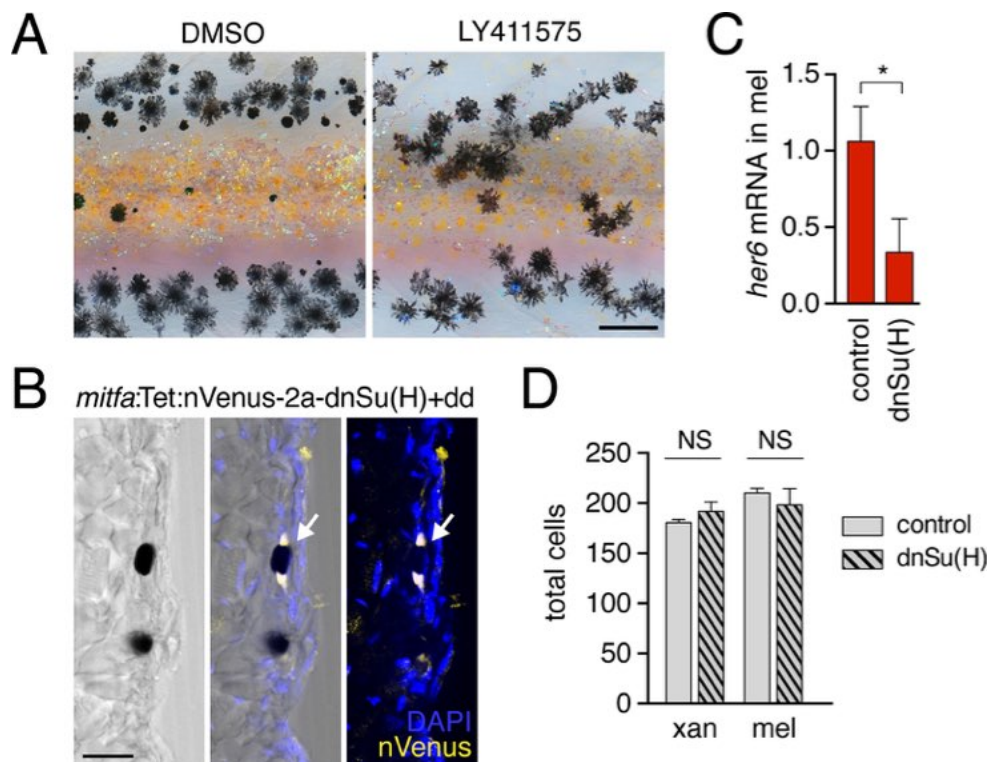 A
DMSO
LY411575
B
mitfa:Tet:nVenus-2a-dnSu(H)+dd
DAPI
nVenus
C
her6 mRNA in mel
1.5
1.0
0.5
0.0
*
control
dnSu(H)
D
total cells
250
200
150
100
50
0
NS
NS
xan
mel
control
dnSu(H)